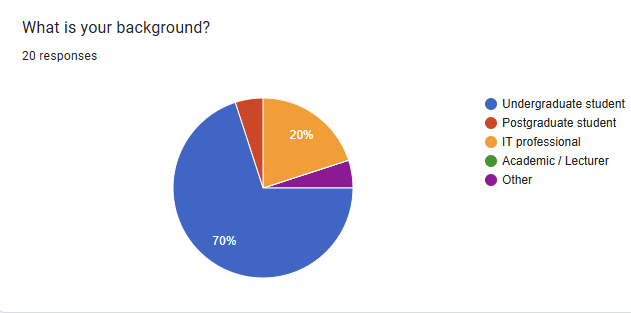 What is your background?
20 responses
20%
70%
Undergraduate student
Postgraduate student
IT professional
Academic / Lecturer
Other